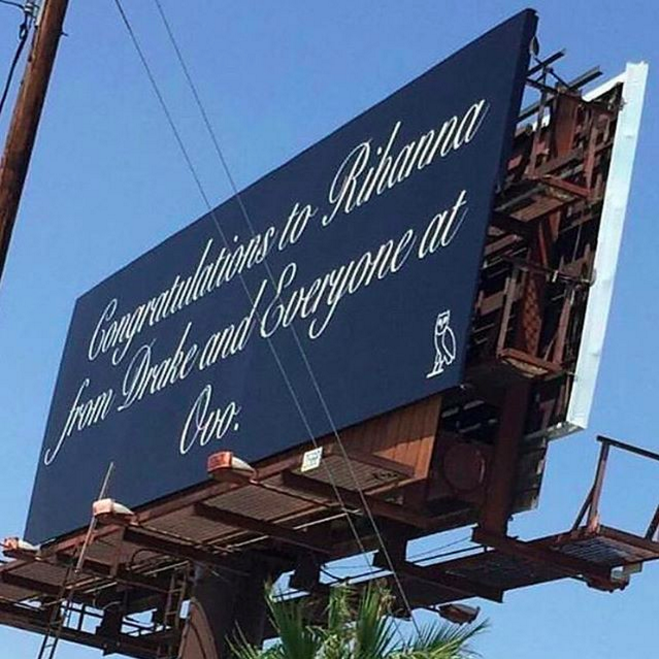 Congratulations to Rihanna
from Drake and Everyone at
Ovo.